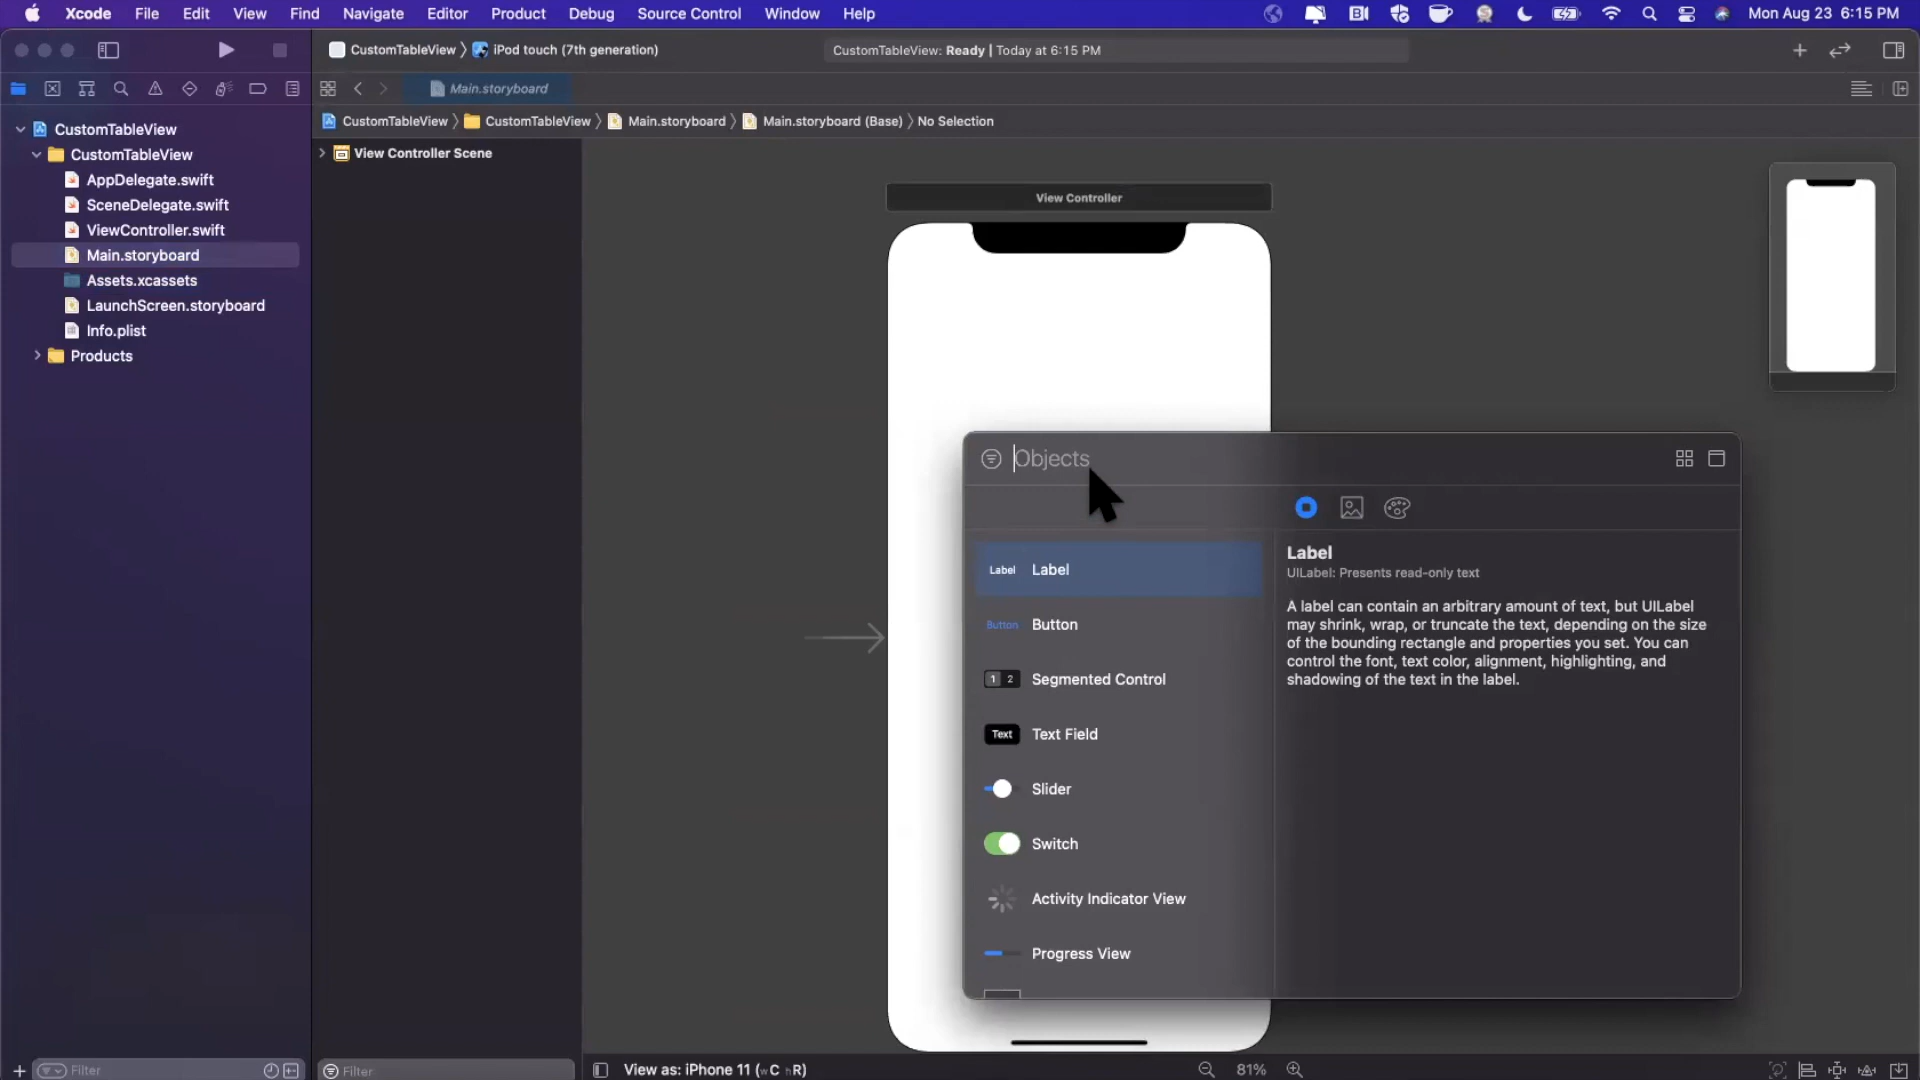 Xcode File Edit View Find Navigate Editor Product Debug Source Control Window Help Mon Aug 23 6:15 PM
CustomTableView iPod touch (7th generation) CustomTableView: Ready | Today at 6:15 PM
Main.storyboard
CustomTableView CustomTableView Main.storyboard Main.storyboard (Base) No Selection
CustomTableView
CustomTableView
AppDelegate.swift
SceneDelegate.swift
ViewController.swift
Main.storyboard
Assets.xcassets
LaunchScreen.storyboard
Info.plist
Products
View Controller Scene
View Controller
Objects
Label Label
Button Button
1 2 Segmented Control
Text Text Field
Slider
Switch
Activity Indicator View
Progress View
Label
UILabel: Presents read-only text
A label can contain an arbitrary amount of text, but UILabel
may shrink, wrap, or truncate the text, depending on the size
of the bounding rectangle and properties you set. You can
control the font, text color, alignment, highlighting, and
shadowing of the text in the label.
Filter
Filter
View as: iPhone 11 (wC hR)
81%